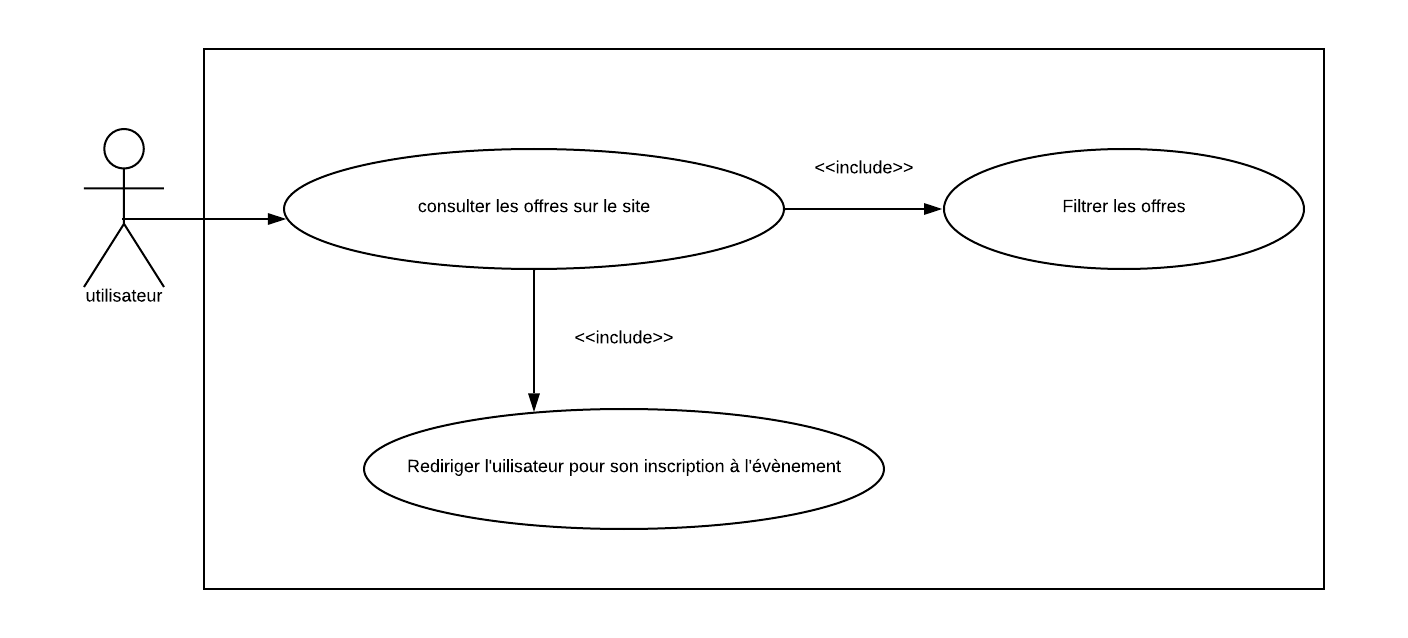 <<include>>
consulter les offres sur le site
Filtrer les offres
utilisateur
<<include>>
Rediriger l'uilisateur pour son inscription à l'évènement